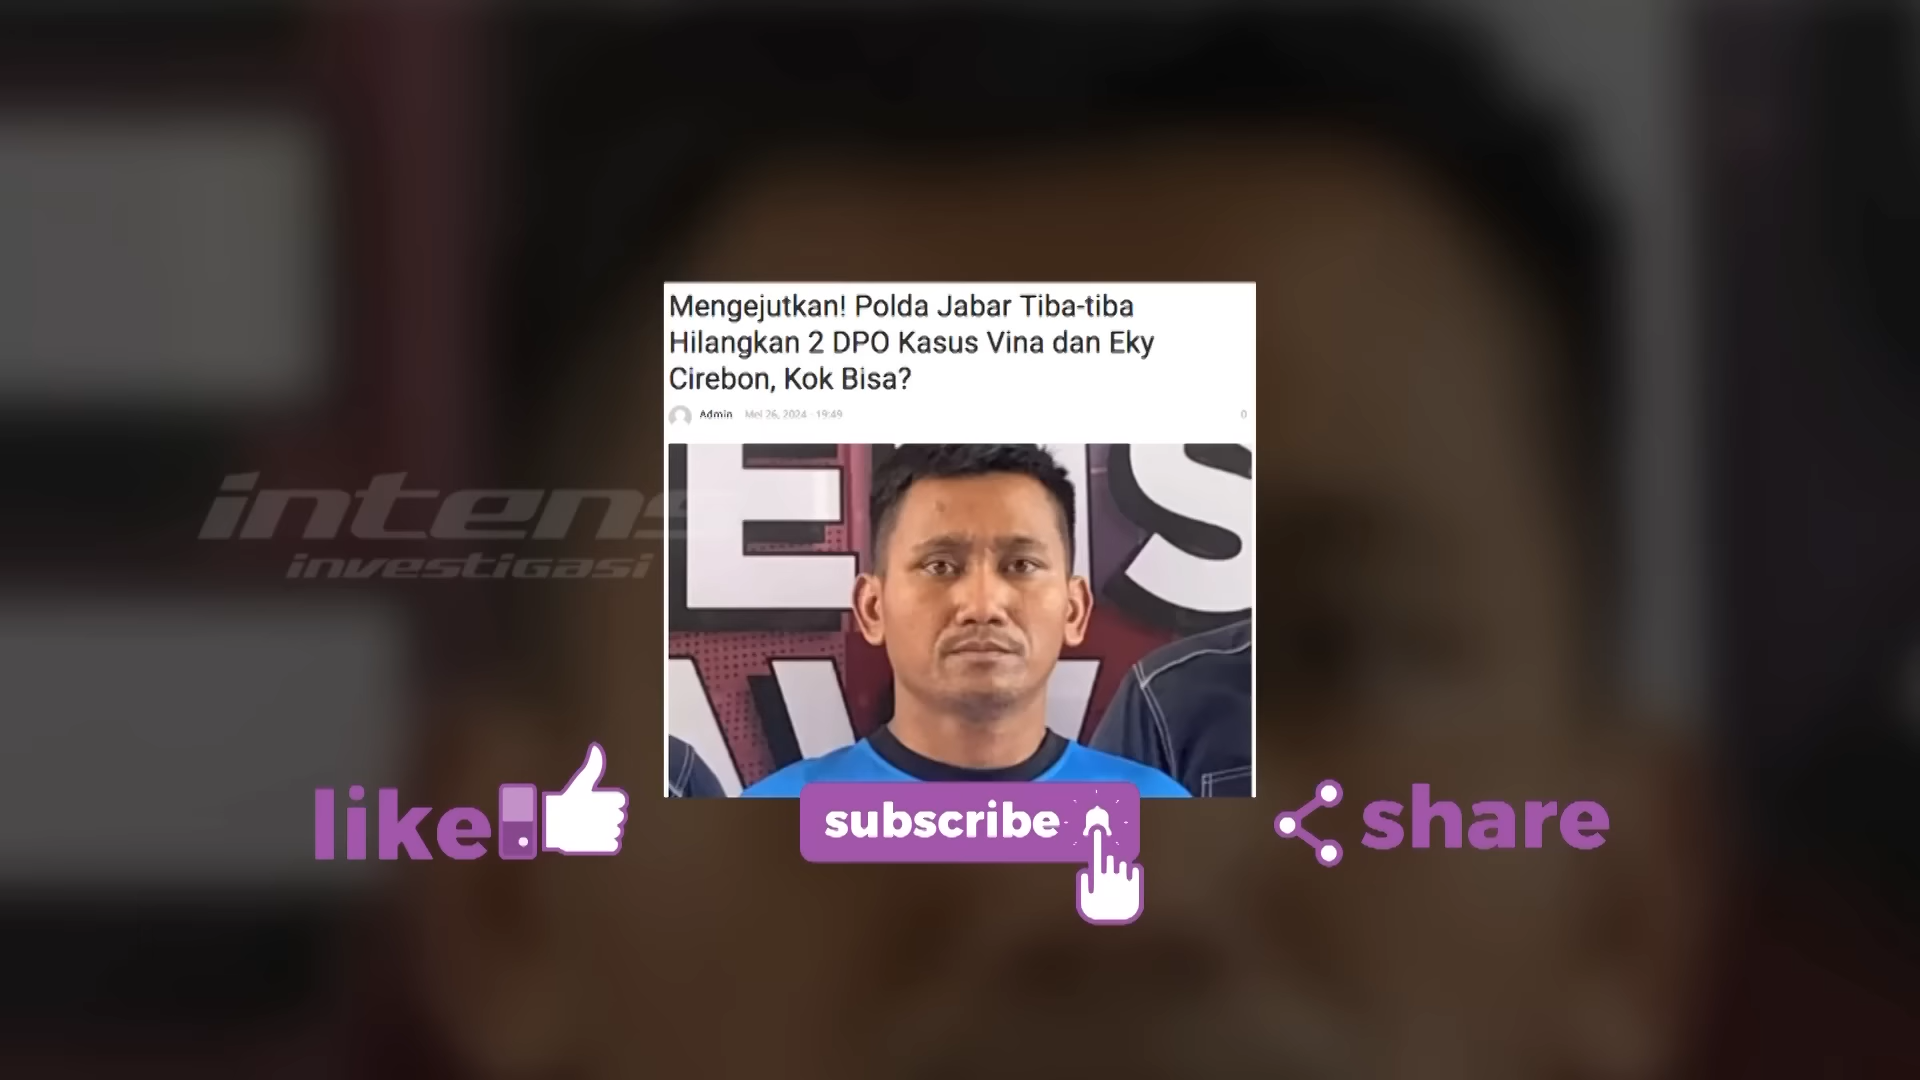 Mengejutkan! Polda Jabar Tiba-tiba
Hilangkan 2 DPO Kasus Vina dan Eky
Cirebon, Kok Bisa?
Admin Mei 26, 2024 - 19:49 0
intens
investigasi
like
subscribe
share